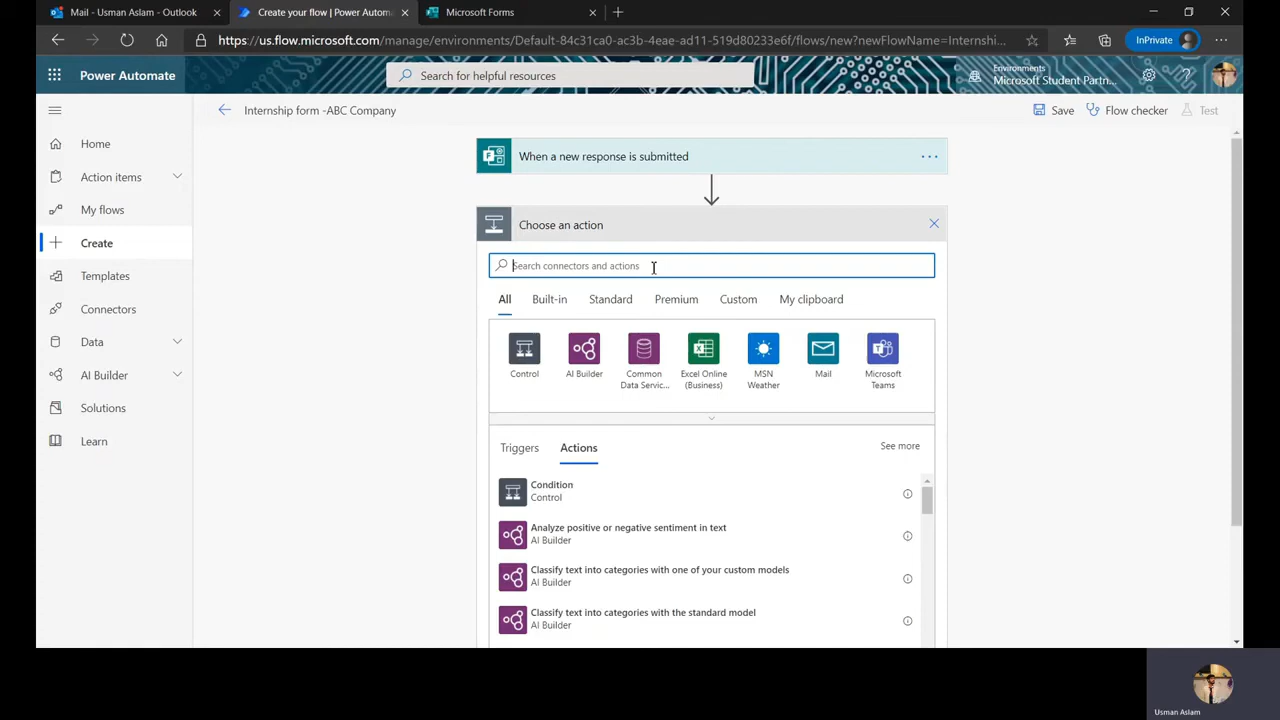 Mail - Usman Aslam - Outlook
Create your flow | Power Automa
Microsoft Forms
https://us.flow.microsoft.com/manage/environments/Default-84c31ca0-ac3b-4eae-ad11-519d80233e6f/flows/new?newFlowName=Internshi...
InPrivate
Power Automate
Search for helpful resources
Environments
Microsoft Student Partn...
Internship form -ABC Company
Save
Flow checker
Test
Home
Action items
My flows
Create
Templates
Connectors
Data
AI Builder
Solutions
Learn
When a new response is submitted
Choose an action
Search connectors and actions
All
Built-in
Standard
Premium
Custom
My clipboard
Control
AI Builder
Common
Data Servic...
Excel Online
(Business)
MSN
Weather
Mail
Microsoft
Teams
Triggers
Actions
See more
Condition
Control
Analyze positive or negative sentiment in text
AI Builder
Classify text into categories with one of your custom models
AI Builder
Classify text into categories with the standard model
AI Builder
Usman Aslam